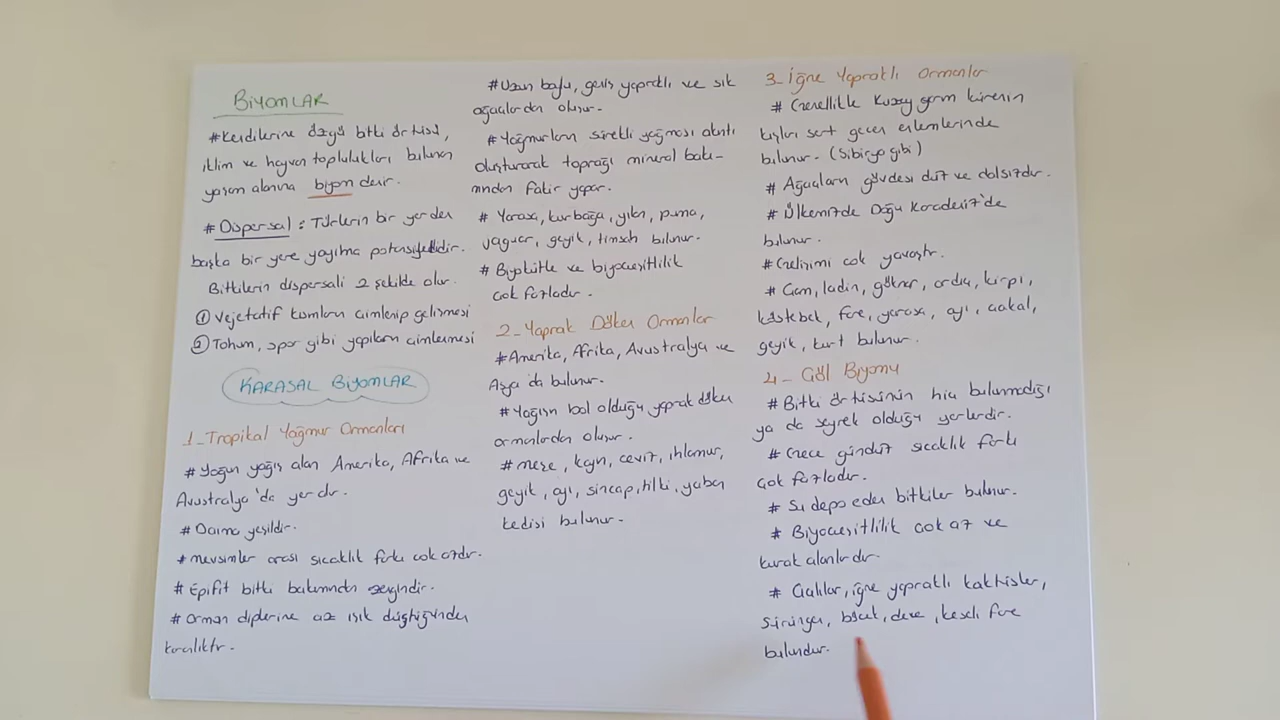 BİYOMLAR
# Kendilerine özgü bitki örtüsü,
iklim ve hayvan toplulukları bulunan
yaşam alanına biyom denir.
# Dispersal : Türlerin bir yerden
başka bir yere yayılma potansiyelidir.
Bitkilerin dispersali 2 şekilde olur.
① Vejetatif kısımların çimlenip gelişmesi
② Tohum, spor gibi yapıların çimlenmesi
KARASAL BİYOMLAR
1_Tropikal Yağmur Ormanları
# Yoğun yağış alan Amerika, Afrika ve
Avustralya'da yer alır.
# Daima yeşildir.
# mevsimler arası sıcaklık farkı çok azdır.
# Epifit bitki bakımından zengindir.
# Orman diplerine az ışık düştüğünden
karanlıktır.
# Uzun boylu, geniş yapraklı ve sık
ağaçlardan oluşur.
# Yağmurların sürekli yağması akıntı
oluşturarak toprağı mineral bakı-
mından fakir yapar.
# Yarasa, kurbağa, yılan, puma,
jaguar, geyik, timsah bulunur.
# Biyokütle ve biyoçeşitlilik
çok fazladır.
2_Yaprak Döken Ormanlar
# Amerika, Afrika, Avustralya ve
Asya'da bulunur.
# Yağışın bol olduğu yaprak döken
ormanlardan oluşur.
# meşe, kayın, ceviz, ıhlamur,
geyik, ayı, sincap, tilki, yaban
kedisi bulunur.
3_İğne Yapraklı Ormanlar
# Genellikle Kuzey yarım kürenin
kışları sert geçen enlemlerinde
bulunur. (Sibirya gibi)
# Ağaçların gövdesi düz ve dalsızdır.
# Ülkemizde Doğu Karadeniz'de
bulunur.
# Gelişimi çok yavaştır.
# Çam, ladin, göknar, ardıç, kirpi,
köstebek, fare, yarasa, ayı, çakal,
geyik, kurt bulunur.
4_ Çöl Biyomu
# Bitki örtüsünün hiç bulunmadığı
ya da seyrek olduğu yerlerdir.
# Gece gündüz sıcaklık farkı
çok fazladır.
# Su depo eden bitkiler bulunur.
# Biyoçeşitlilik çok az ve
kurak alanlardır.
# Çalılar, iğne yapraklı kaktüsler,
sürüngen, böcek, deve, keseli fare
bulunur.